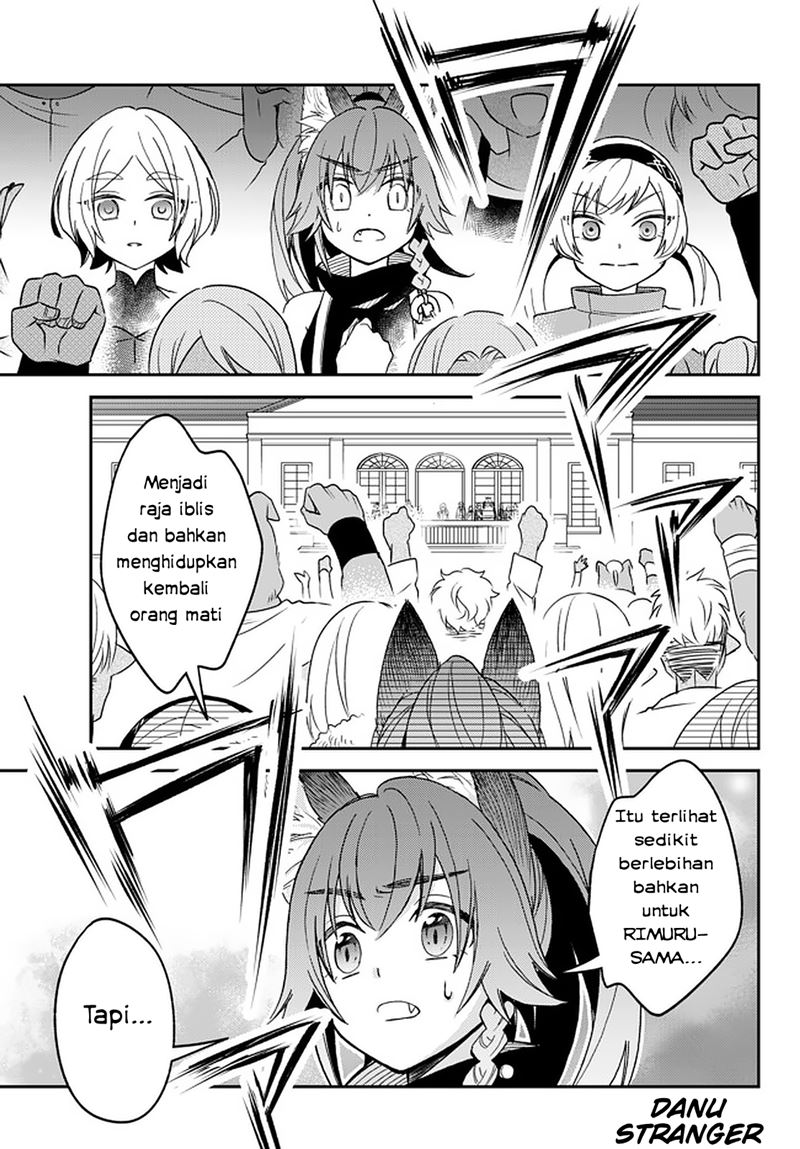 Menjadi
raja iblis
dan bahkan
menghidupkan
kembali
orang mati
Itu terlihat
sedikit
berlebihan
bahkan
untuk
RIMURU-
SAMA...
Tapi...
DANU
STRANGER